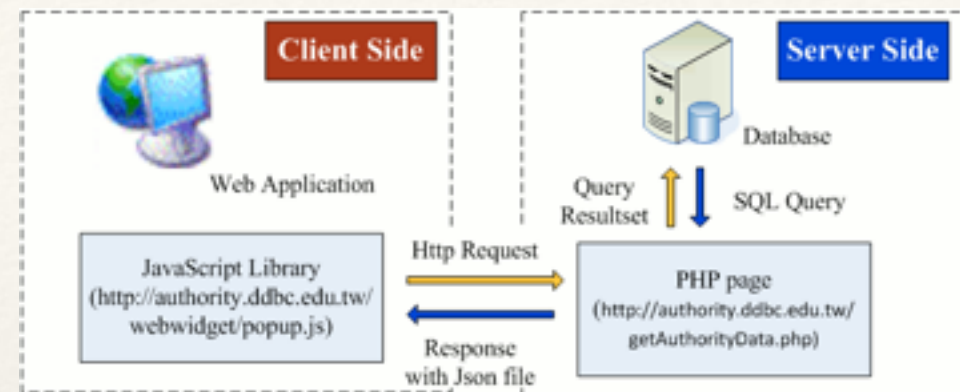 Client Side
Web Application
JavaScript Library
(http://authority.ddbc.edu.tw/
webwidget/popup.js)
Http Request
Response
with Json file
Server Side
Database
Query
Resultset
SQL Query
PHP page
(http://authority.ddbc.edu.tw/
getAuthorityData.php)